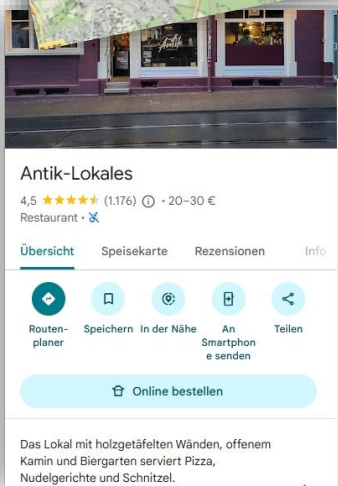 Antik
Antik-Lokales
4,5 (1.176) · 20–30 €
Restaurant ·
Übersicht Speisekarte Rezensionen Info
Routen-
planer
Speichern
In der Nähe
An
Smartphon
e senden
Teilen
Online bestellen
Das Lokal mit holzgetäfelten Wänden, offenem
Kamin und Biergarten serviert Pizza,
Nudelgerichte und Schnitzel.